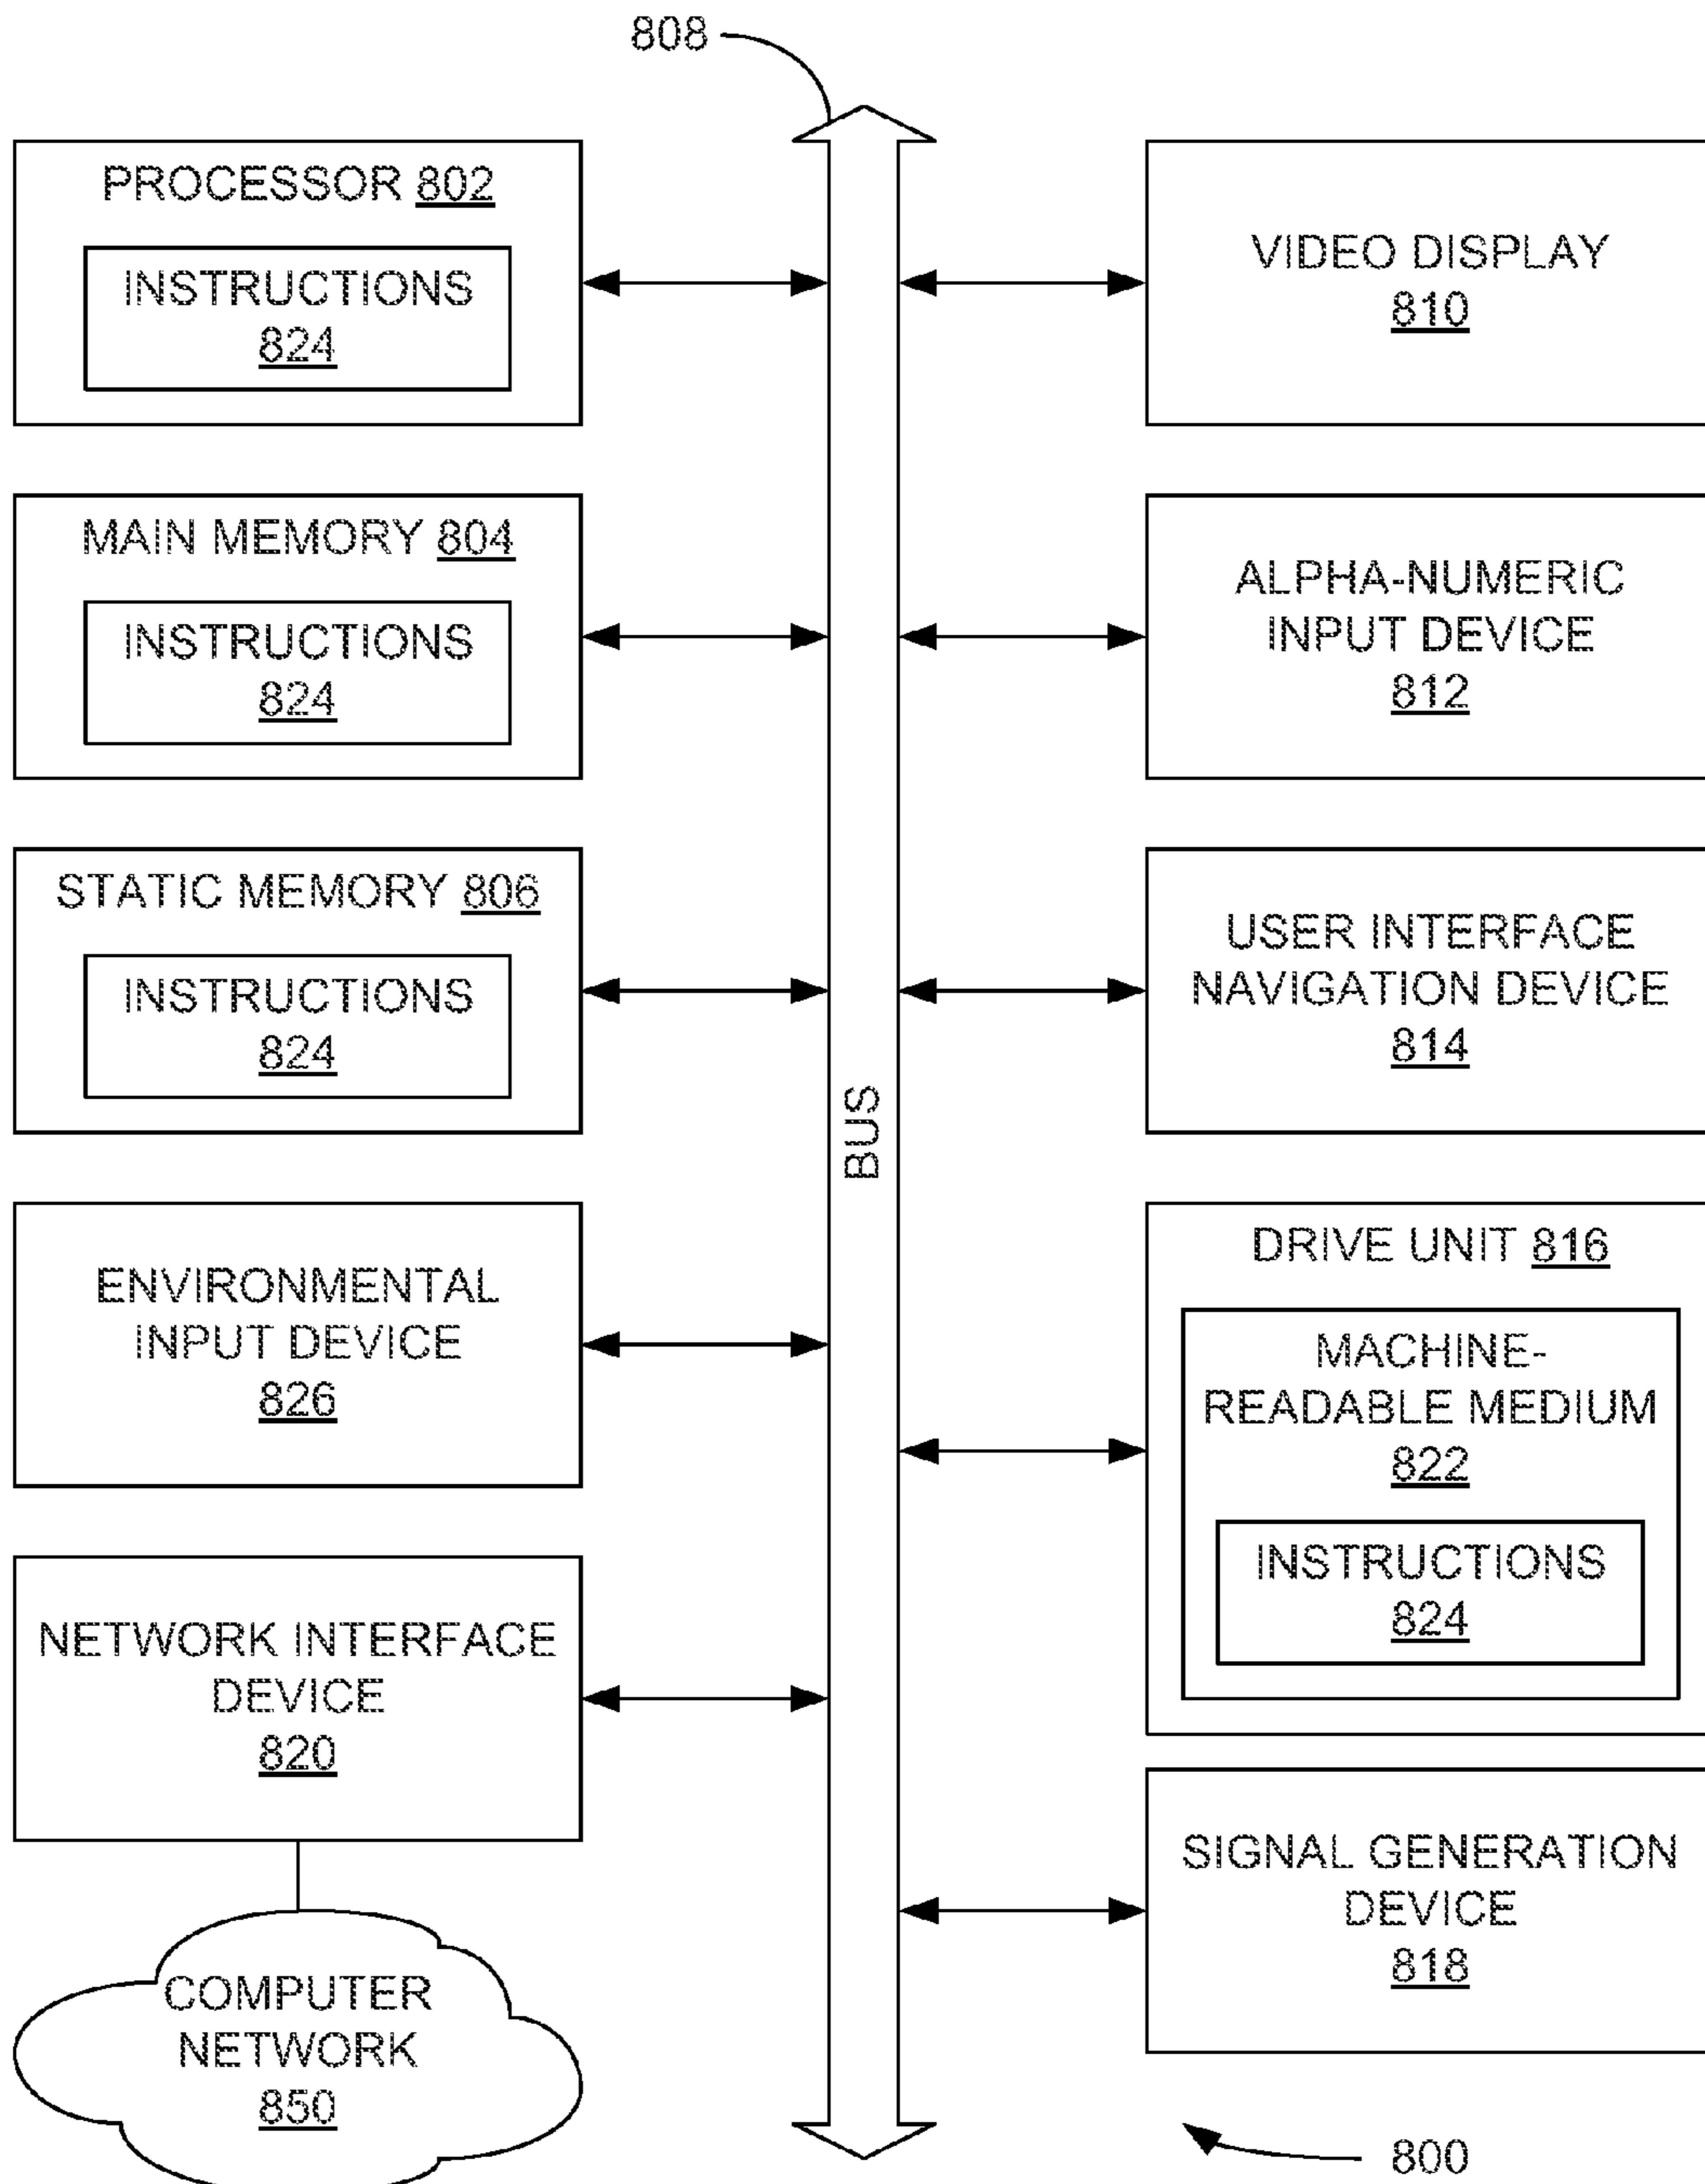 808
PROCESSOR 802
INSTRUCTIONS
824
MAIN MEMORY 804
INSTRUCTIONS
824
STATIC MEMORY 806
INSTRUCTIONS
824
ENVIRONMENTAL
INPUT DEVICE
826
NETWORK INTERFACE
DEVICE
820
COMPUTER
NETWORK
850
BUS
VIDEO DISPLAY
810
ALPHA-NUMERIC
INPUT DEVICE
812
USER INTERFACE
NAVIGATION DEVICE
814
DRIVE UNIT 816
MACHINE-
READABLE MEDIUM
822
INSTRUCTIONS
824
SIGNAL GENERATION
DEVICE
818
800